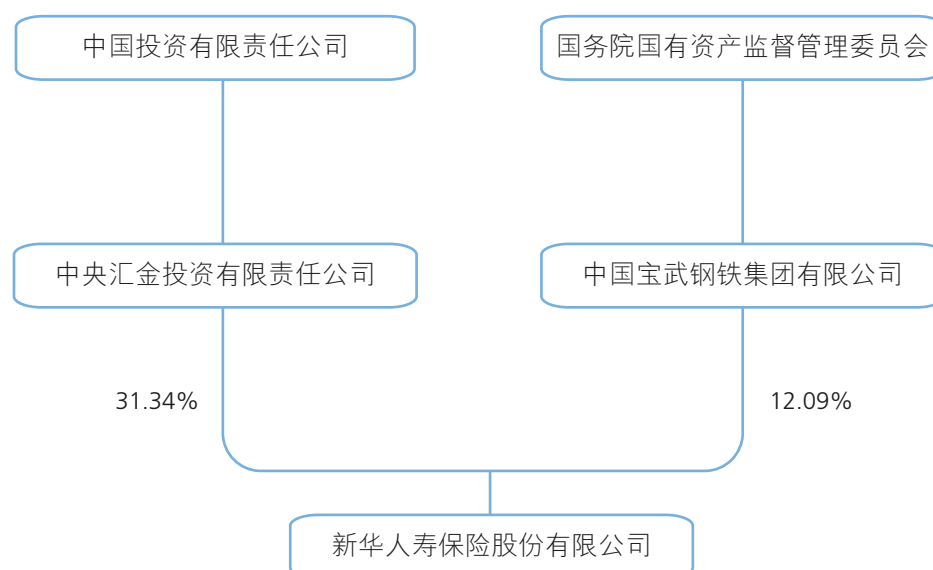 中国投资有限责任公司
国务院国有资产监督管理委员会
中央汇金投资有限责任公司
中国宝武钢铁集团有限公司
31.34%
12.09%
新华人寿保险股份有限公司